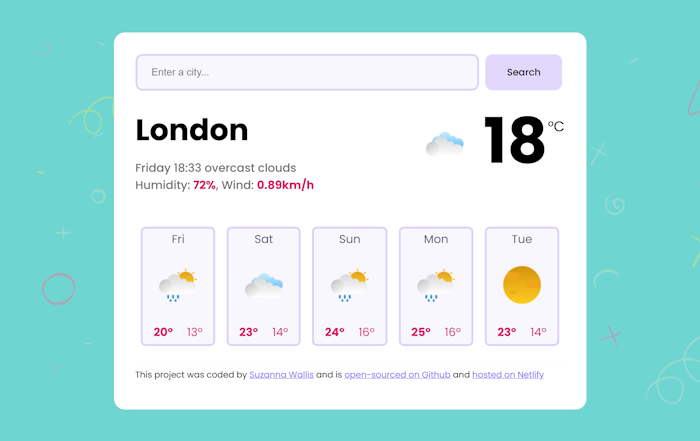 Enter a city...
Search
London
18 °C
Friday 18:33 overcast clouds
Humidity: 72%, Wind: 0.89km/h
Fri
Sat
Sun
Mon
Tue
20° 13°
23° 14°
24° 16°
25° 16°
23° 14°
This project was coded by Suzanna Wallis and is open-sourced on Github and hosted on Netlify